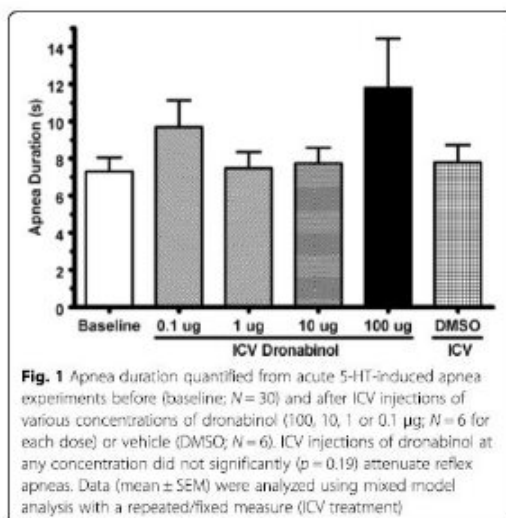 14
12
10
8
6
4
2
0
Apnea Duration (s)
Baseline 0.1 ug 1 ug 10 ug 100 ug DMSO
ICV Dronabinol ICV
Fig. 1 Apnea duration quantified from acute 5-HT-induced apnea
experiments before (baseline; N = 30) and after ICV injections of
various concentrations of dronabinol (100, 10, 1 or 0.1 μg; N = 6 for
each dose) or vehicle (DMSO; N = 6). ICV injections of dronabinol at
any concentration did not significantly (p = 0.19) attenuate reflex
apneas. Data (mean ± SEM) were analyzed using mixed model
analysis with a repeated/fixed measure (ICV treatment)